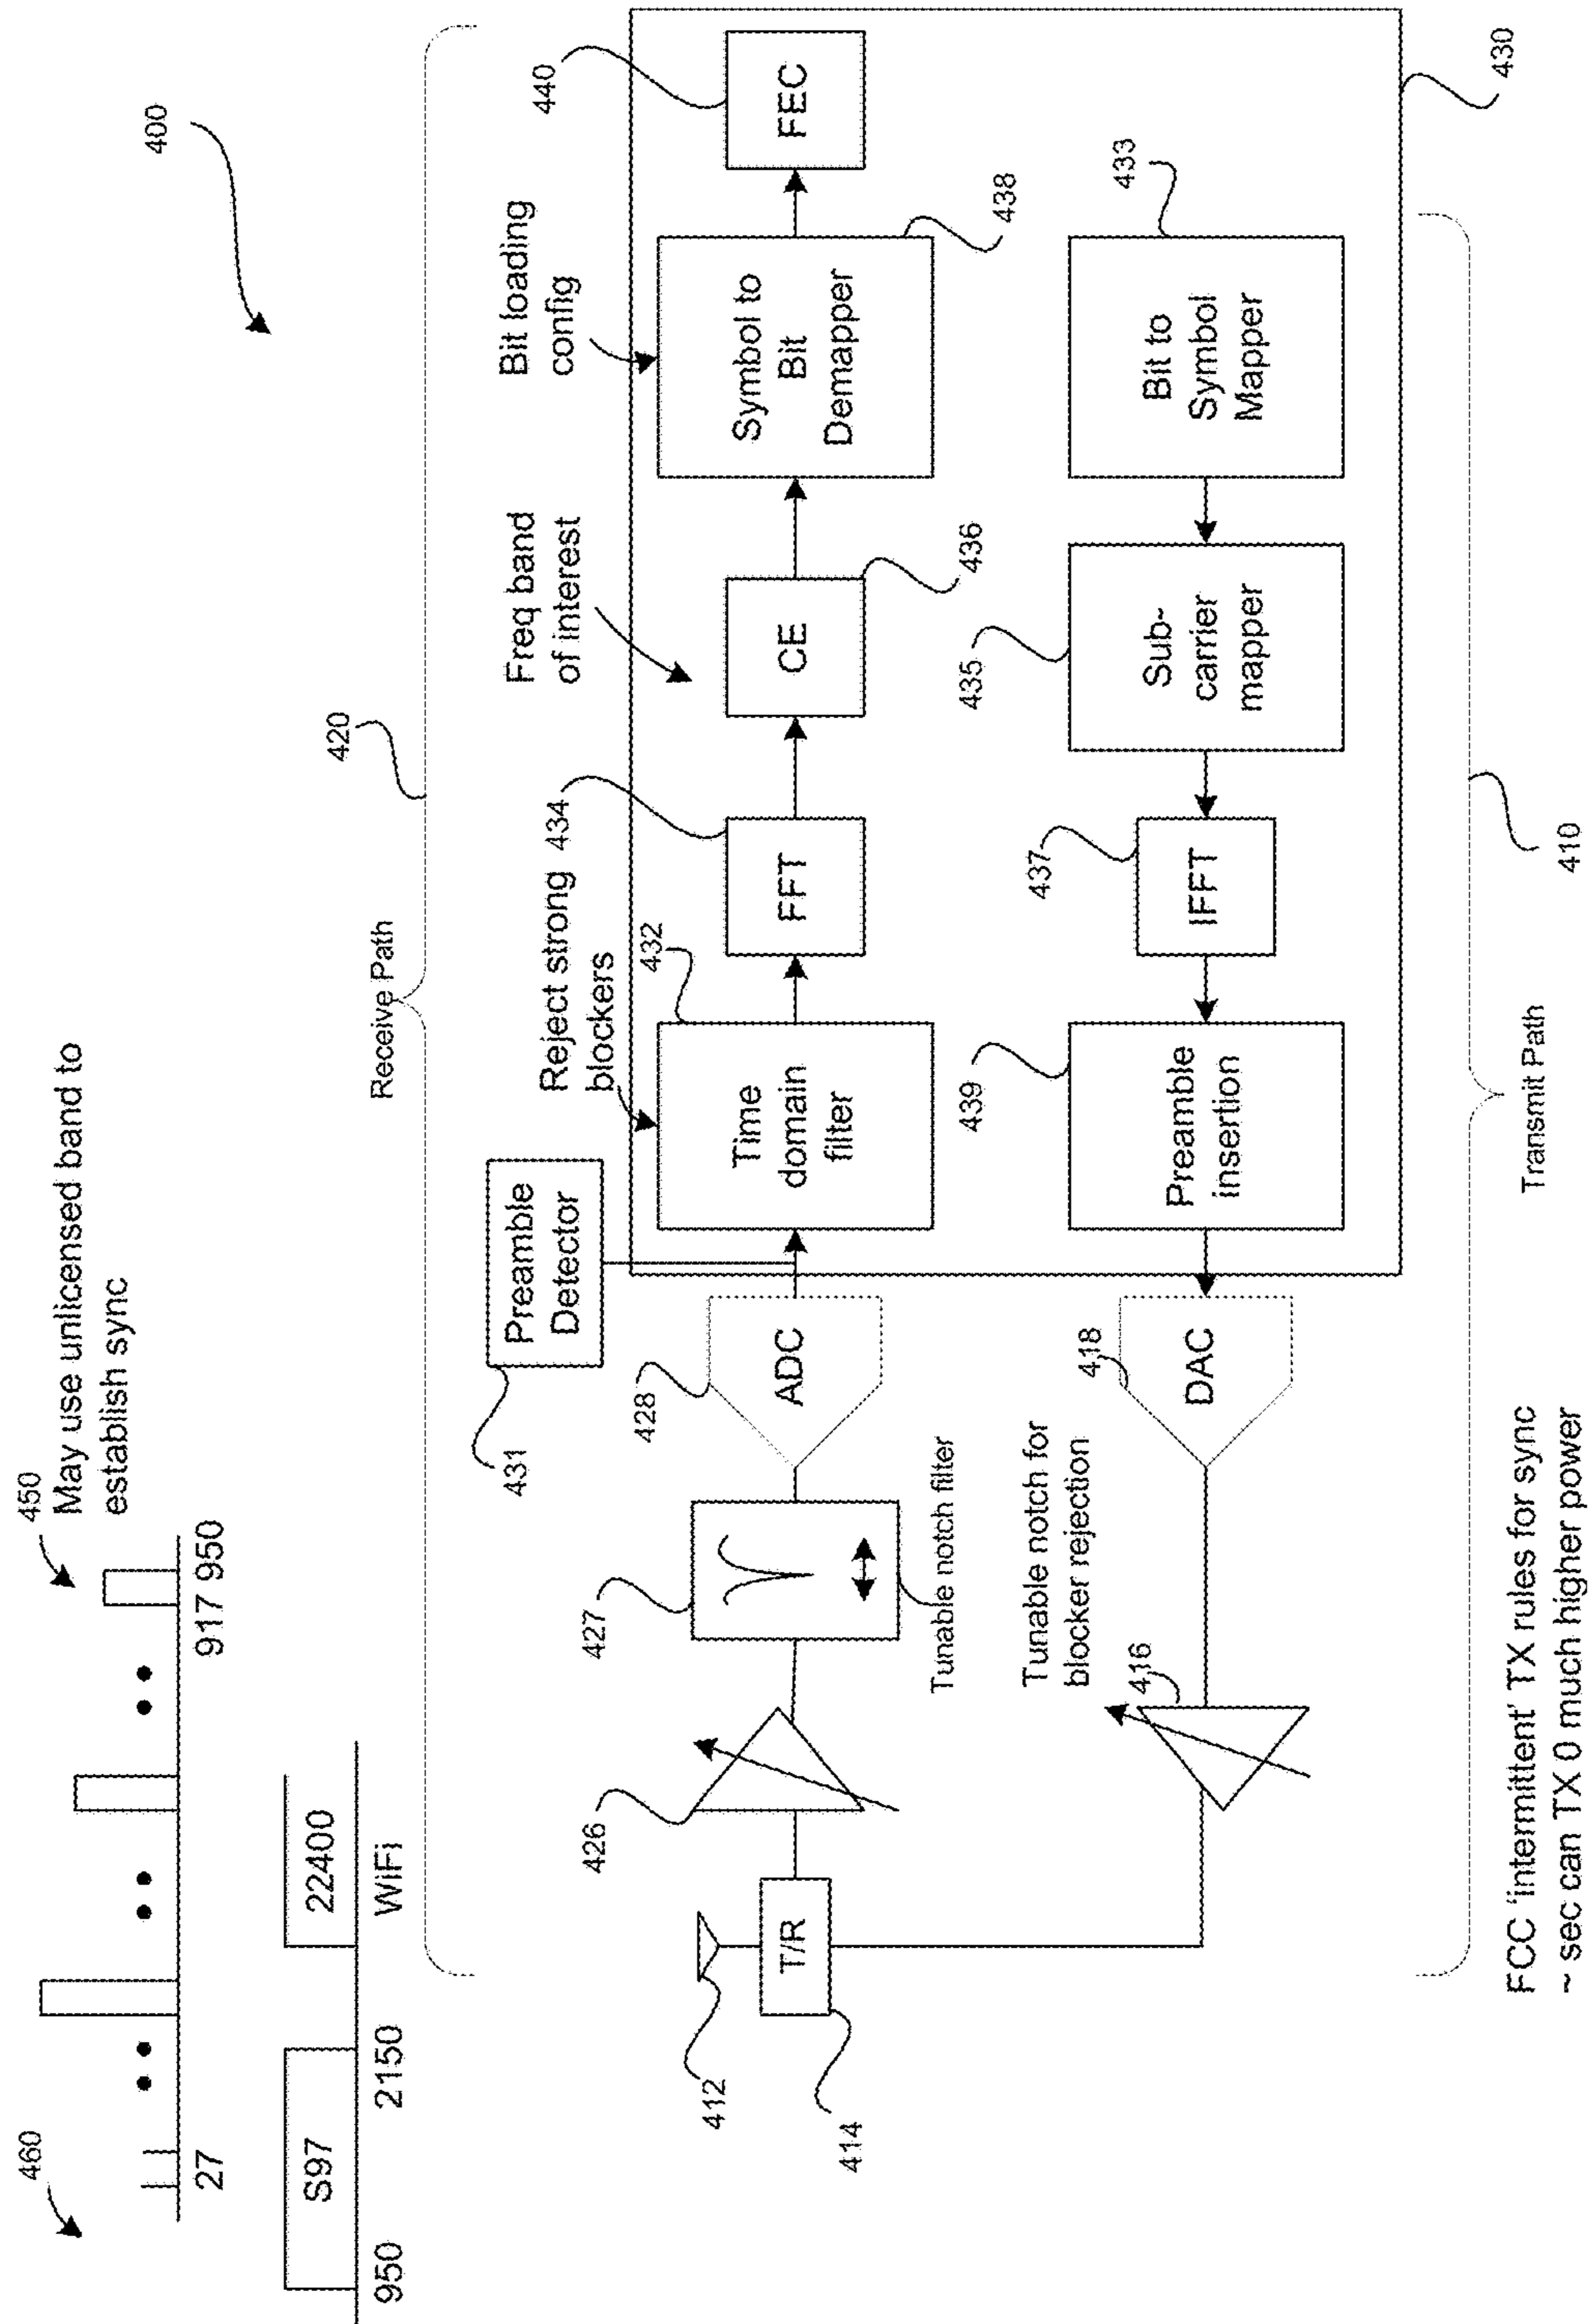 460
450
May use unlicensed band to
establish sync
27
917 950
400
S97
22400
950
2150
WiFi
420
Receive Path
Reject strong
blockers
Freq band
of interest
Bit loading
config
Preamble
Detector
431
432
434
436
438
440
412
T/R
414
426
427
Tunable notch filter
428
ADC
Time
domain
filter
FFT
CE
Symbol to
Bit
Demapper
FEC
Tunable notch for
blocker rejection
416
418
DAC
439
Preamble
insertion
437
IFFT
435
Sub~
carrier
mapper
433
Bit to
Symbol
Mapper
430
410
Transmit Path
FCC 'intermittent' TX rules for sync
~ sec can TX 0 much higher power